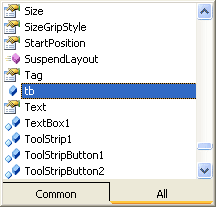 Size
SizeGripStyle
StartPosition
SuspendLayout
Tag
tb
Text
TextBox1
ToolStrip1
ToolStripButton1
ToolStripButton2
Common All